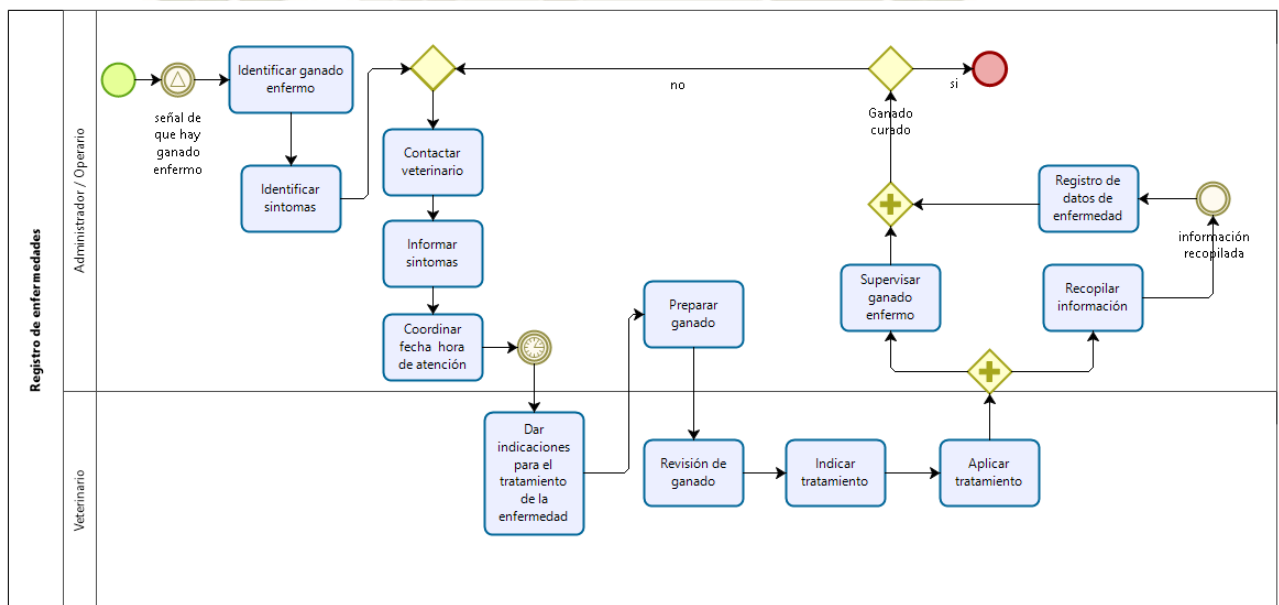 Registro de enfermedades
Administrador / Operario
Veterinario
señal de
que hay
ganado
enfermo
Identificar ganado
enfermo
Identificar
sintomas
Contactar
veterinario
Informar
sintomas
Coordinar
fecha hora
de atención
Dar
indicaciones
para el
tratamiento
de la
enfermedad
Preparar
ganado
Revisión de
ganado
Indicar
tratamiento
Aplicar
tratamiento
Supervisar
ganado
enfermo
Recopilar
información
información
recopilada
Registro de
datos de
enfermedad
Ganado
curado
no
si